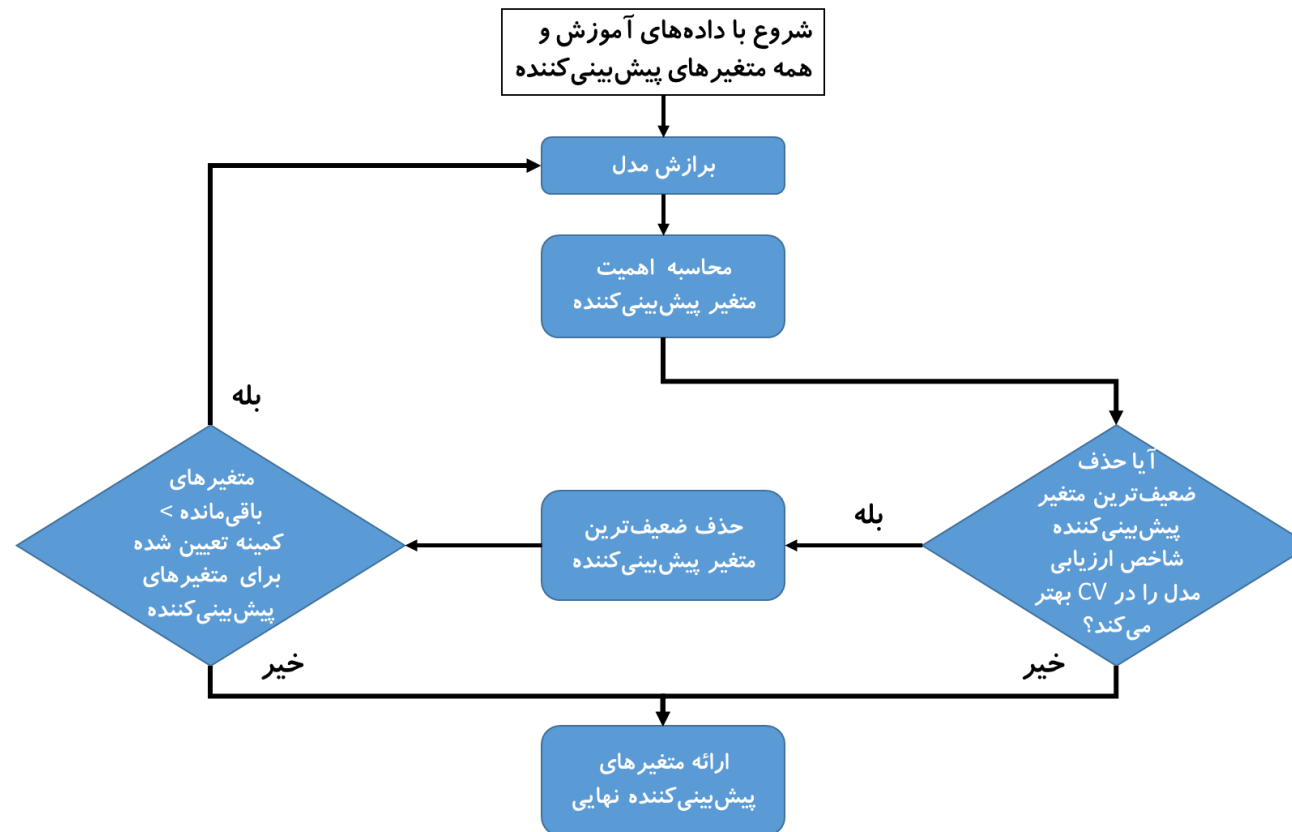 شروع با داده‌های آموزش و
همه متغیرهای پیش‌بینی‌کننده
برازش مدل
محاسبه اهمیت
متغیر پیش‌بینی‌کننده
آیا حذف
ضعیف‌ترین متغیر
پیش‌بینی‌کننده
شاخص ارزیابی
مدل را در CV بهتر
می‌کند؟
بله
حذف ضعیف‌ترین
متغیر پیش‌بینی‌کننده
متغیرهای
باقی‌مانده >
کمینه تعیین شده
برای متغیرهای
پیش‌بینی‌کننده
بله
خیر
خیر
ارائه متغیرهای
پیش‌بینی‌کننده نهایی